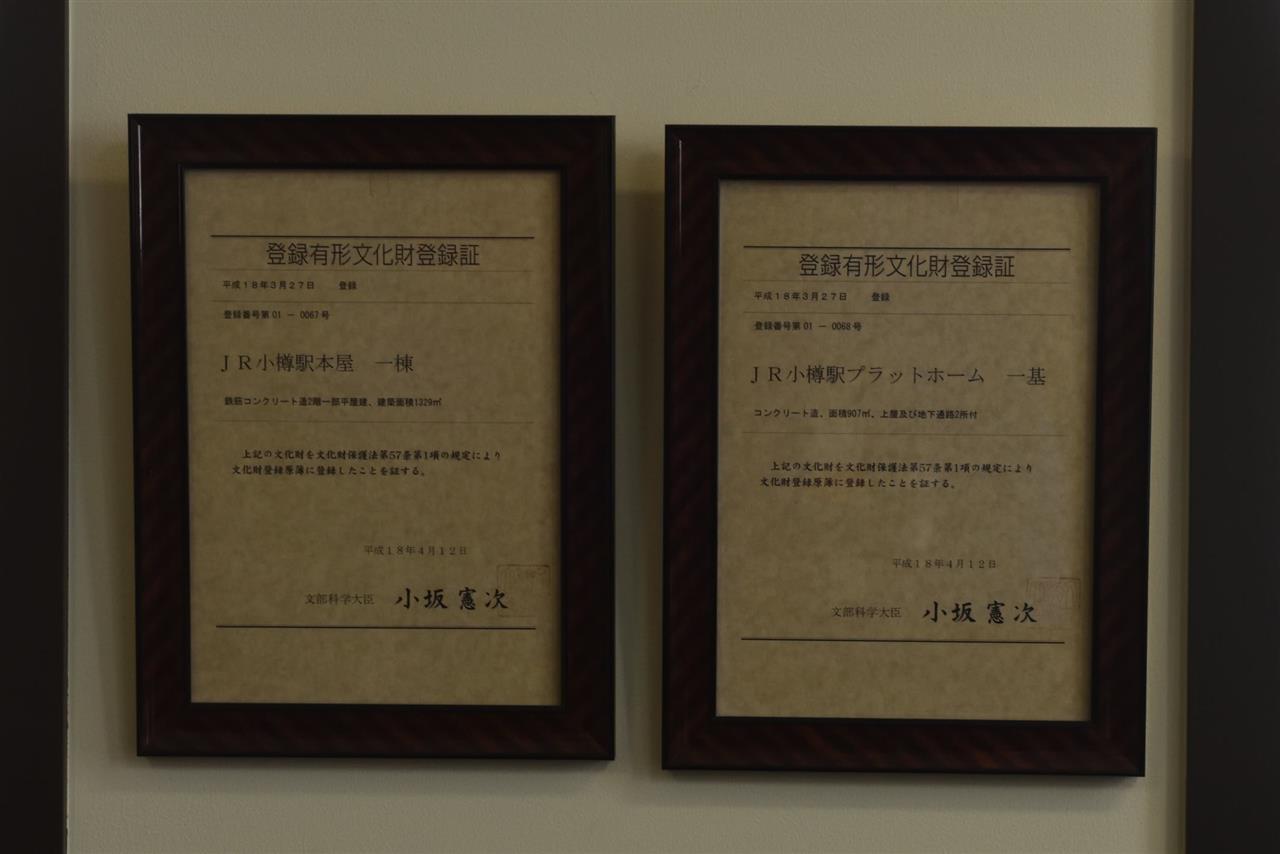 登録有形文化財登録証
平成１８年３月２７日　登録
登録番号第 01 － 0067 号
ＪＲ小樽駅本屋　一棟
鉄筋コンクリート造2階一部平屋建、建築面積1329㎡
上記の文化財を文化財保護法第57条第1項の規定により
文化財登録原簿に登録したことを証する。
平成１８年４月１２日
文部科学大臣　小坂憲次
登録有形文化財登録証
平成１８年３月２７日　登録
登録番号第 01 － 0068 号
ＪＲ小樽駅プラットホーム　一基
コンクリート造、面積907㎡、上屋及び地下通路2所付
上記の文化財を文化財保護法第57条第1項の規定により
文化財登録原簿に登録したことを証する。
平成１８年４月１２日
文部科学大臣　小坂憲次